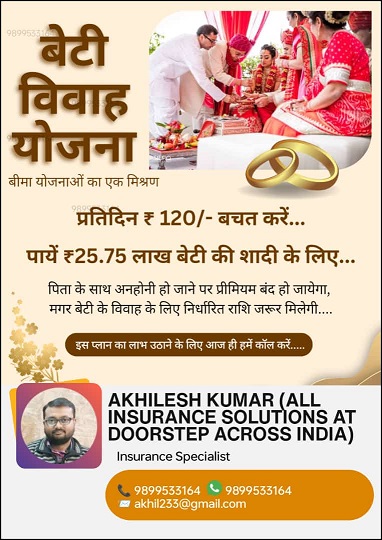 9899533164
बेटी
विवाह
योजना
बीमा योजनाओं का एक मिश्रण
प्रतिदिन ₹ 120/- बचत करें...
पायें ₹25.75 लाख बेटी की शादी के लिए...
पिता के साथ अनहोनी हो जाने पर प्रीमियम बंद हो जायेगा,
मगर बेटी के विवाह के लिए निर्धारित राशि जरूर मिलेगी....
इस प्लान का लाभ उठाने के लिए आज ही हमें कॉल करें.....
AKHILESH KUMAR (ALL
INSURANCE SOLUTIONS AT
DOORSTEP ACROSS INDIA)
Insurance Specialist
9899533164 9899533164
akhil233@gmail.com